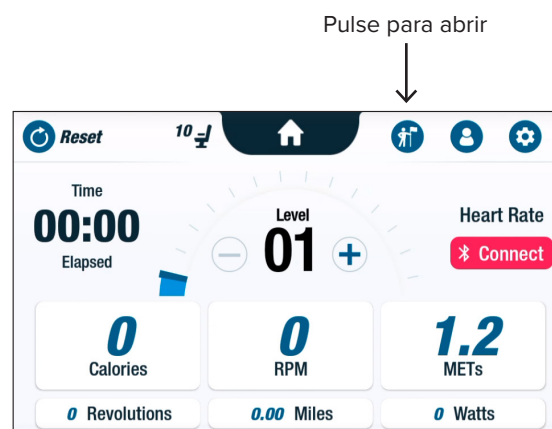 Pulse para abrir
Reset
10
Time
00:00
Elapsed
Level
01
Heart Rate
Connect
0
Calories
0
RPM
1.2
METs
0 Revolutions
0.00 Miles
0 Watts